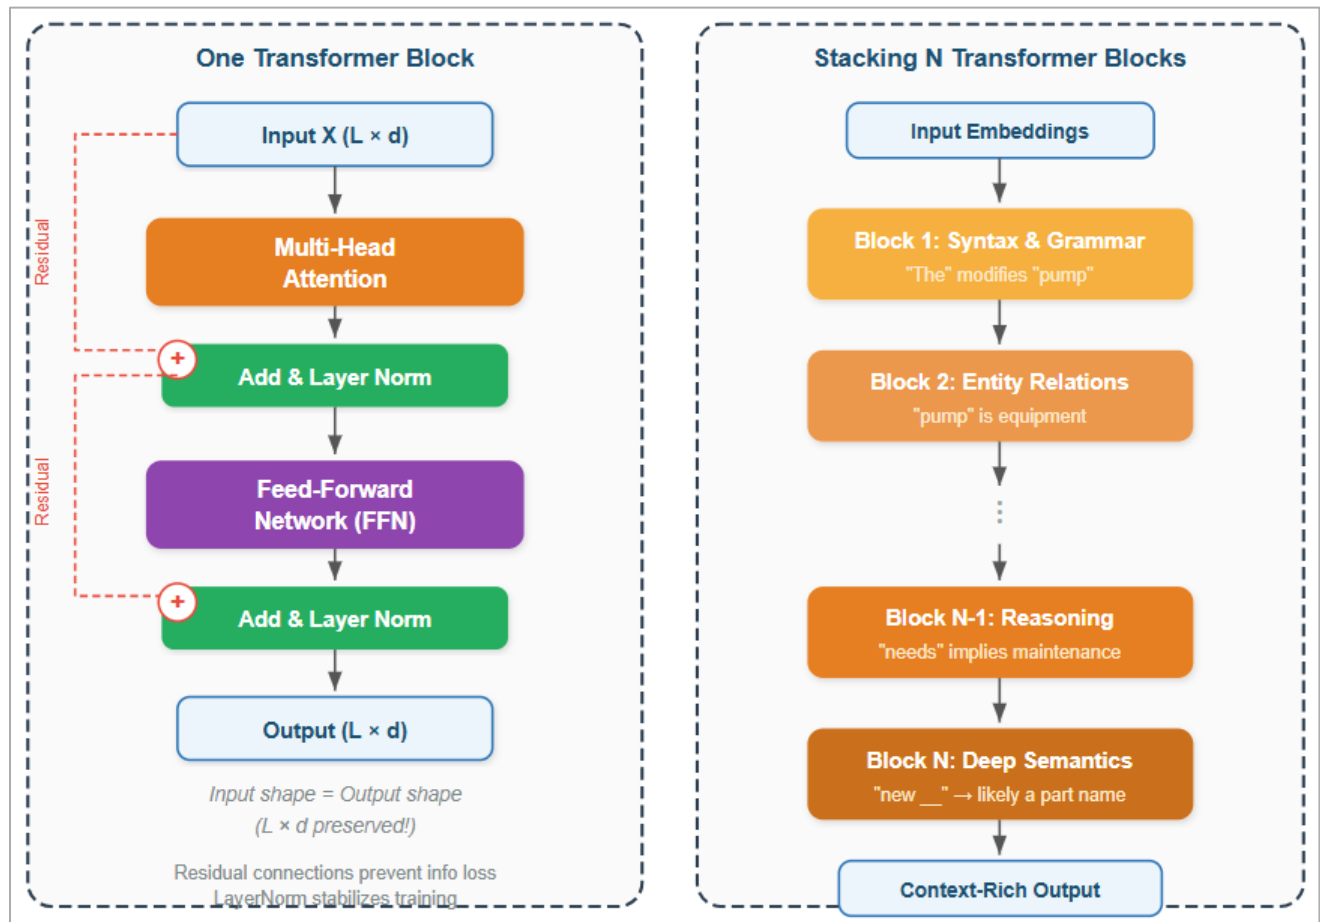 One Transformer Block
Input X (L × d)
Residual
Multi-Head
Attention
+
Add & Layer Norm
Residual
Feed-Forward
Network (FFN)
+
Add & Layer Norm
Output (L × d)
Input shape = Output shape
(L × d preserved!)
Residual connections prevent info loss
LayerNorm stabilizes training
Stacking N Transformer Blocks
Input Embeddings
Block 1: Syntax & Grammar
"The" modifies "pump"
Block 2: Entity Relations
"pump" is equipment
⋮
Block N-1: Reasoning
"needs" implies maintenance
Block N: Deep Semantics
"new __" → likely a part name
Context-Rich Output